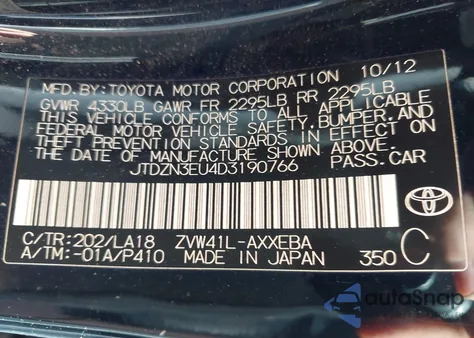 MFD.BY:TOYOTA MOTOR CORPORATION 10/12
GVWR 4330LB GAWR FR 2295LB RR 2295LB
THIS VEHICLE CONFORMS TO ALL APPLICABLE
FEDERAL MOTOR VEHICLE SAFETY,BUMPER,AND
THEFT PREVENTION STANDARDS IN EFFECT ON
THE DATE OF MANUFACTURE SHOWN ABOVE.
JTDZN3EU4D3190766 PASS.CAR
TOYOTA
C/TR:202/LA18 ZVW41L-AXXEBA
A/TM:-01A/P410 MADE IN JAPAN 350 C
autoSnap